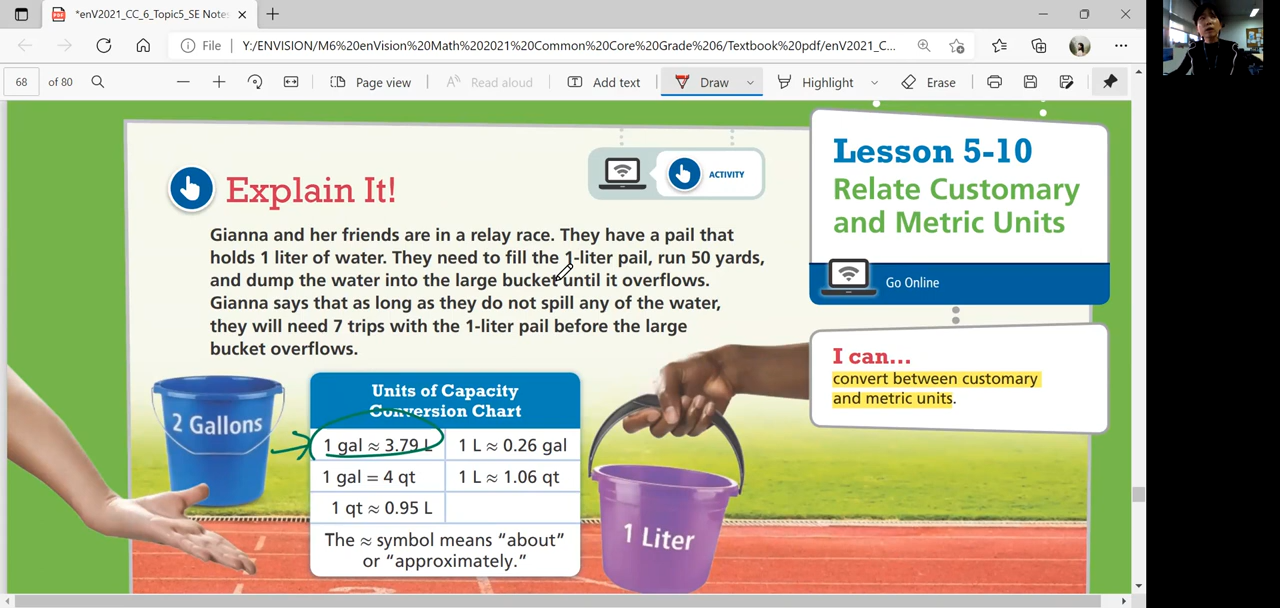 *enV2021_CC_6_Topic5_SE Note
File
Y:/ENVISION/M6%20enVision%20Math%202021%20Common%20Core%20Grade%206/Textbook%20pdf/enV2021_C...
68 of 80
Page view
Read aloud
Add text
Draw
Highlight
Erase
Explain It!
ACTIVITY
Gianna and her friends are in a relay race. They have a pail that
holds 1 liter of water. They need to fill the 1-liter pail, run 50 yards,
and dump the water into the large bucket until it overflows.
Gianna says that as long as they do not spill any of the water,
they will need 7 trips with the 1-liter pail before the large
bucket overflows.
2 Gallons
Units of Capacity
Conversion Chart
1 gal ≈ 3.79 L
1 L ≈ 0.26 gal
1 gal = 4 qt
1 L ≈ 1.06 qt
1 qt ≈ 0.95 L
The ≈ symbol means “about”
or “approximately.”
1 Liter
Lesson 5-10
Relate Customary
and Metric Units
Go Online
I can...
convert between customary
and metric units.